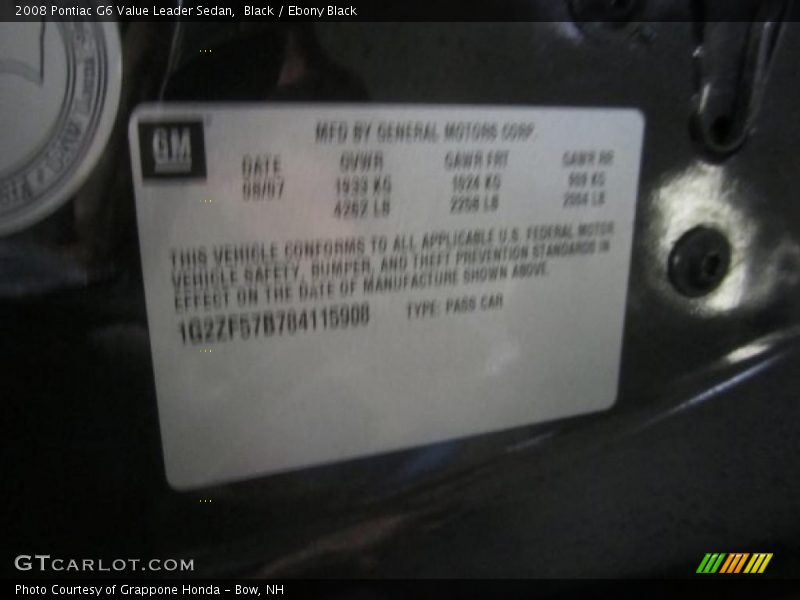 2008 Pontiac G6 Value Leader Sedan, Black / Ebony Black
GM
MFD BY GENERAL MOTORS CORP.
DATE GVWR GAWR FRT GAWR RR
1933 KG 1024 KG 909 KG
4262 LB 2258 LB 2004 LB
THIS VEHICLE CONFORMS TO ALL APPLICABLE U.S. FEDERAL MOTOR
VEHICLE SAFETY, BUMPER, AND THEFT PREVENTION STANDARDS IN
EFFECT ON THE DATE OF MANUFACTURE SHOWN ABOVE.
TYPE: PASS CAR
GTCARLOT.COM
Photo Courtesy of Grappone Honda - Bow, NH